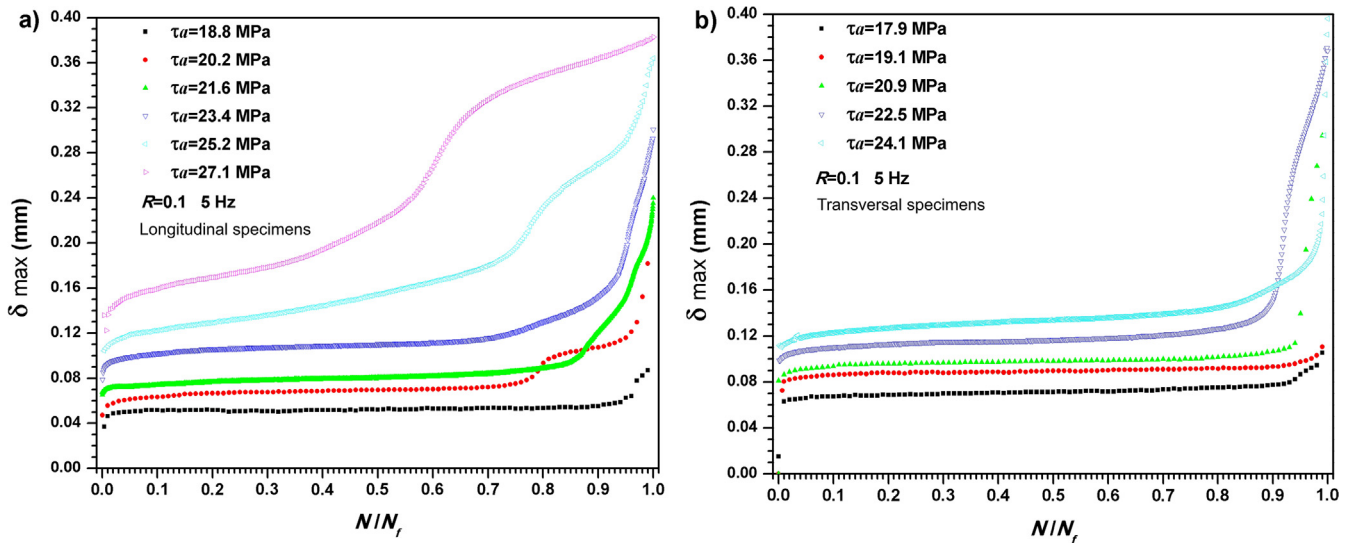 a)
τa=18.8 MPa
τa=20.2 MPa
τa=21.6 MPa
τa=23.4 MPa
τa=25.2 MPa
τa=27.1 MPa
R=0.1 5 Hz
Longitudinal specimens
0.40
0.36
0.32
0.28
0.24
0.20
0.16
0.12
0.08
0.04
0.00
δ max (mm)
0.0 0.1 0.2 0.3 0.4 0.5 0.6 0.7 0.8 0.9 1.0
N/Nf
b)
τa=17.9 MPa
τa=19.1 MPa
τa=20.9 MPa
τa=22.5 MPa
τa=24.1 MPa
R=0.1 5 Hz
Transversal specimens
0.40
0.36
0.32
0.28
0.24
0.20
0.16
0.12
0.08
0.04
0.00
δ max (mm)
0.0 0.1 0.2 0.3 0.4 0.5 0.6 0.7 0.8 0.9 1.0
N/Nf